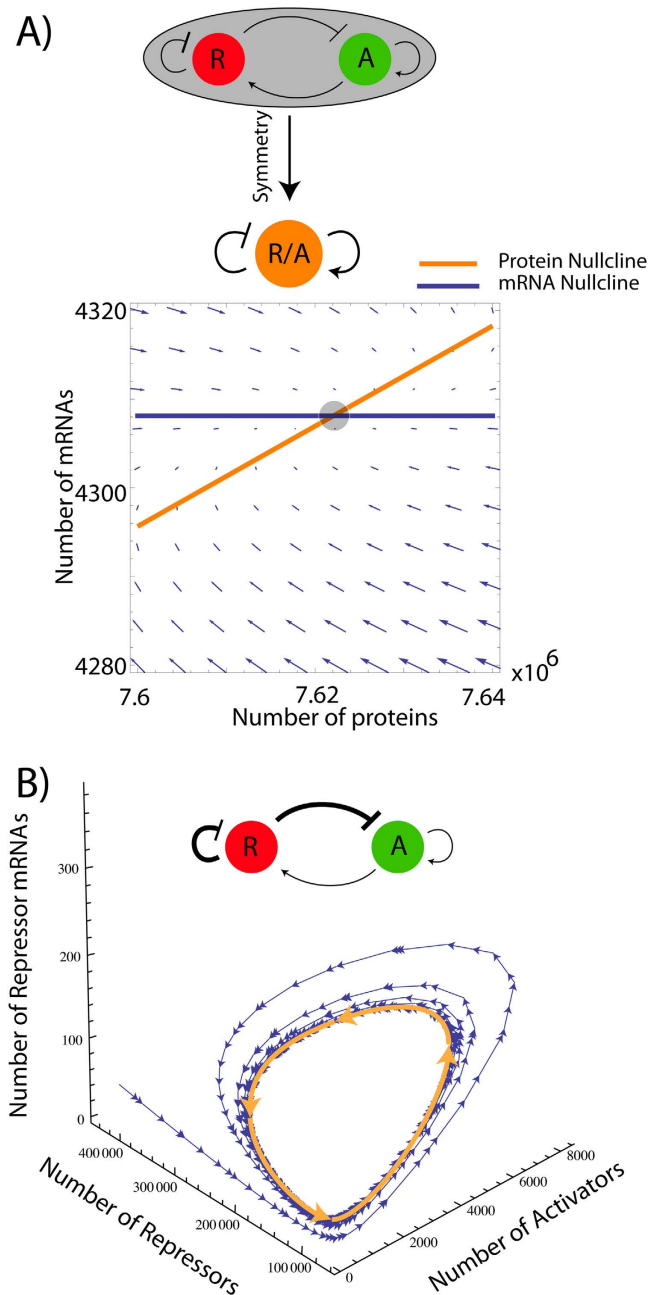 A)
R
A
Symmetry
R/A
Protein Nullcline
mRNA Nullcline
4320
4300
4280
Number of mRNAs
7.6
7.62
7.64
x10^6
Number of proteins
B)
R
A
300
200
100
0
Number of Repressor mRNAs
400 000
300 000
200 000
100 000
Number of Repressors
0
2000
4000
6000
8000
Number of Activators